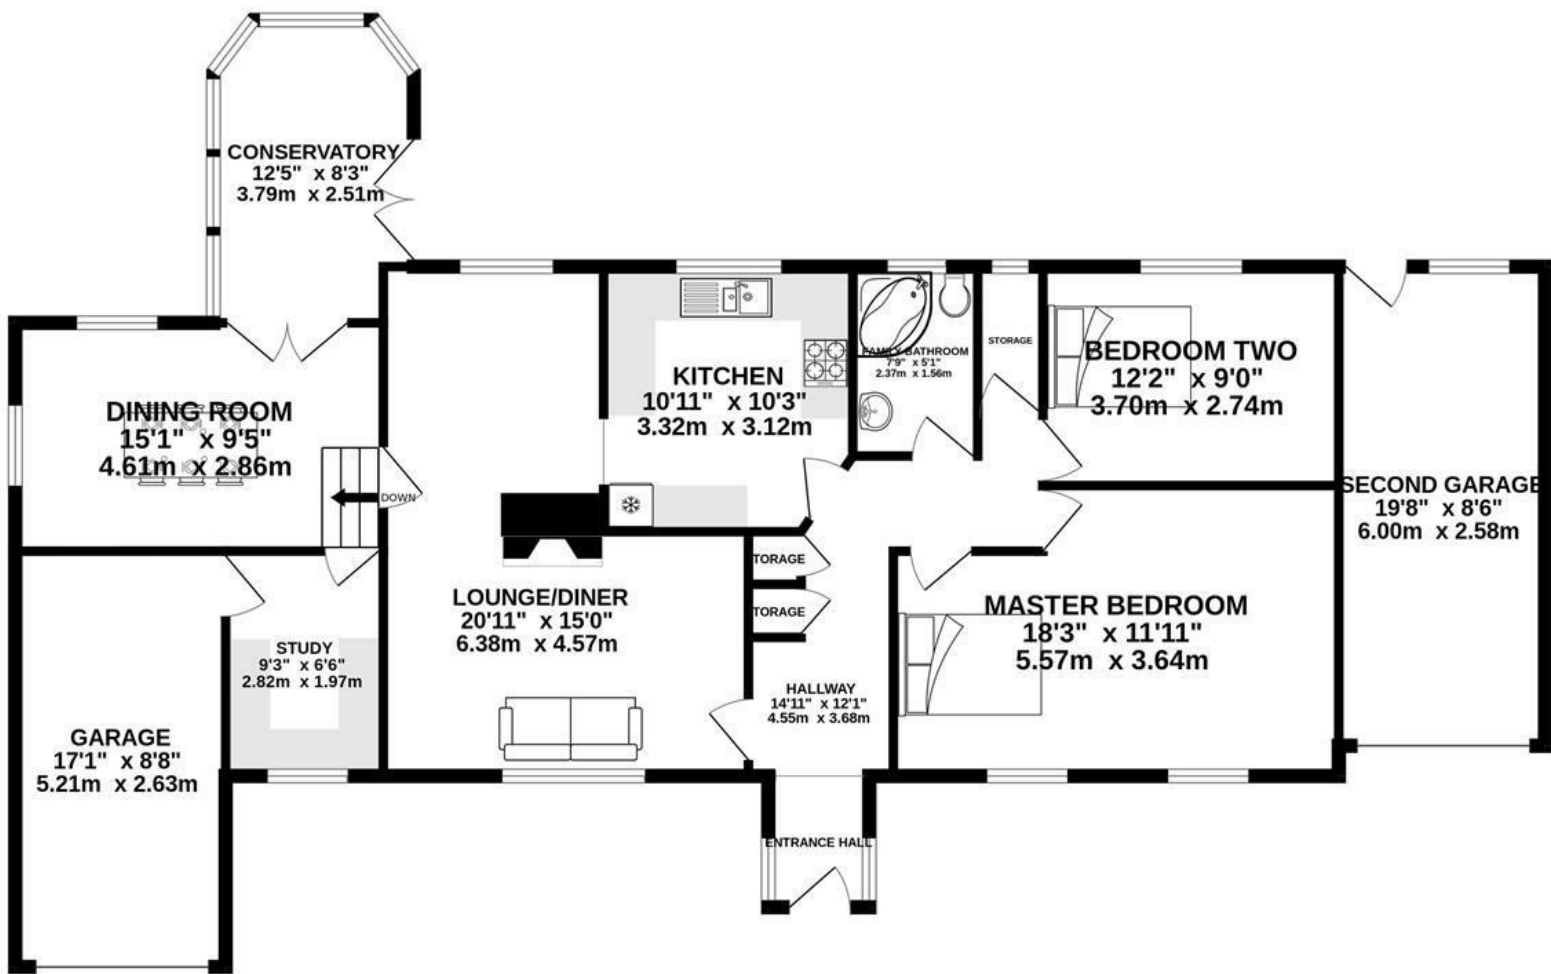 CONSERVATORY
12'5" x 8'3"
3.79m x 2.51m
DINING ROOM
15'1" x 9'5"
4.61m x 2.86m
DOWN
KITCHEN
10'11" x 10'3"
3.32m x 3.12m
FAMILY BATHROOM
7'9" x 5'1"
2.37m x 1.56m
STORAGE
BEDROOM TWO
12'2" x 9'0"
3.70m x 2.74m
SECOND GARAGE
19'8" x 8'6"
6.00m x 2.58m
LOUNGE/DINER
20'11" x 15'0"
6.38m x 4.57m
TORAGE
TORAGE
MASTER BEDROOM
18'3" x 11'11"
5.57m x 3.64m
STUDY
9'3" x 6'6"
2.82m x 1.97m
HALLWAY
14'11" x 12'1"
4.55m x 3.68m
GARAGE
17'1" x 8'8"
5.21m x 2.63m
ENTRANCE HALL